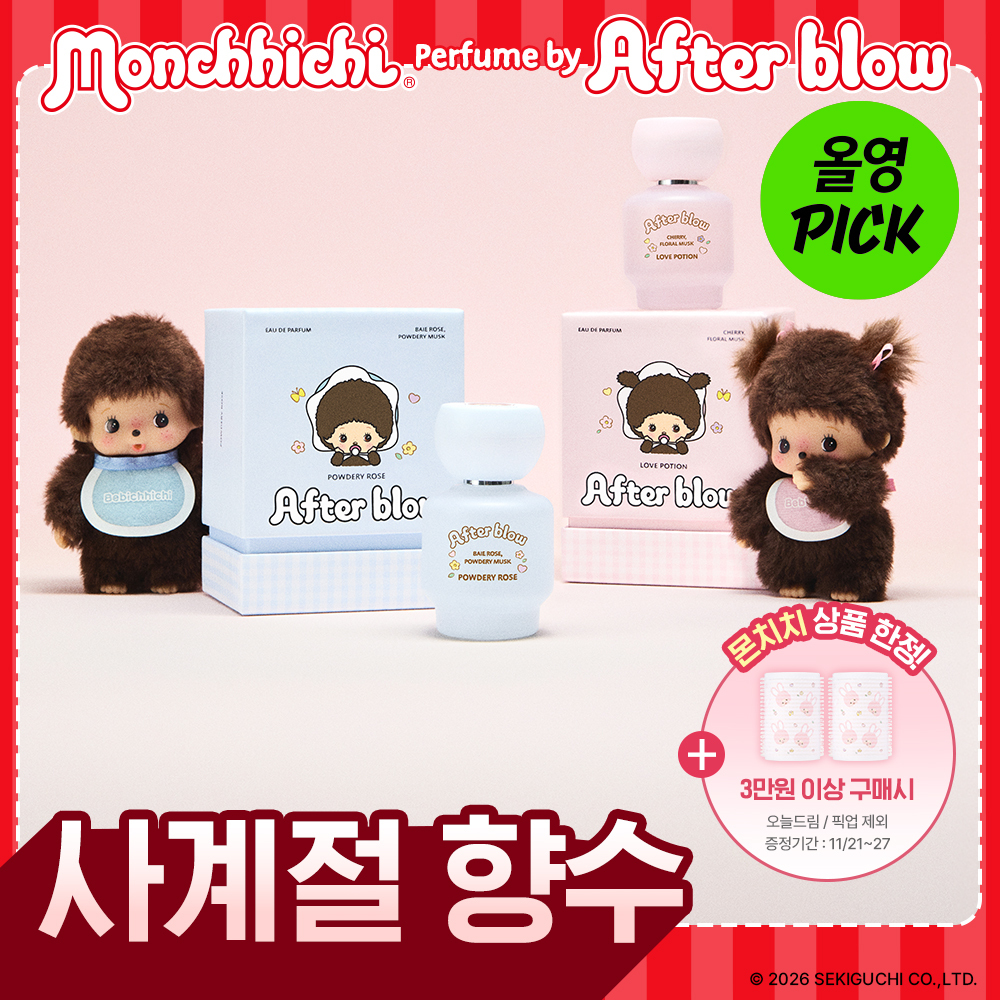 Monchhichi® Perfume by After blow
올영
PICK
After blow
CHERRY,
FLORAL MUSK
LOVE POTION
EAU DE PARFUM
BAIE ROSE,
POWDERY MUSK
POWDERY ROSE
After blow
EAU DE PARFUM
CHERRY,
FLORAL MUSK
LOVE POTION
After blow
Babichhichi
After blow
BAIE ROSE,
POWDERY MUSK
POWDERY ROSE
몬치치 상품 한정!
+
3만원 이상 구매시
오늘드림 / 픽업 제외
증정기간 : 11/21~27
사계절 향수
© 2026 SEKIGUCHI CO.,LTD.